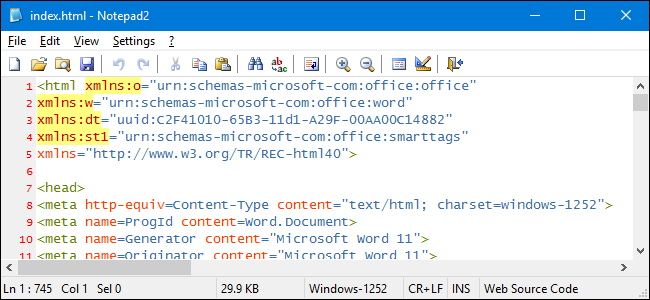 index.html - Notepad2
File Edit View Settings ?
1 <html xmlns:o="urn:schemas-microsoft-com:office:office"
2 xmlns:w="urn:schemas-microsoft-com:office:word"
3 xmlns:dt="uuid:C2F41010-65B3-11d1-A29F-00AA00C14882"
4 xmlns:st1="urn:schemas-microsoft-com:office:smarttags"
5 xmlns="http://www.w3.org/TR/REC-html40">
6
7 <head>
8 <meta http-equiv=Content-Type content="text/html; charset=windows-1252">
9 <meta name=ProgId content=Word.Document>
10 <meta name=Generator content="Microsoft Word 11">
11 <meta name=Originator content="Microsoft Word 11">
Ln 1 : 745 Col 1 Sel 0 29.9 KB Windows-1252 CR+LF INS Web Source Code